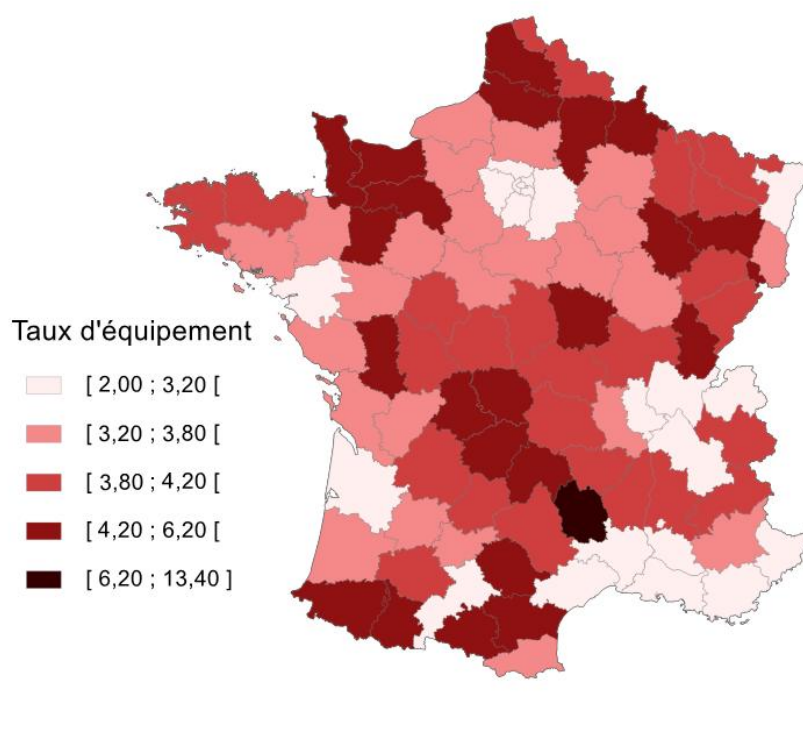 Taux d'équipement
[ 2,00 ; 3,20 [
[ 3,20 ; 3,80 [
[ 3,80 ; 4,20 [
[ 4,20 ; 6,20 [
[ 6,20 ; 13,40 ]